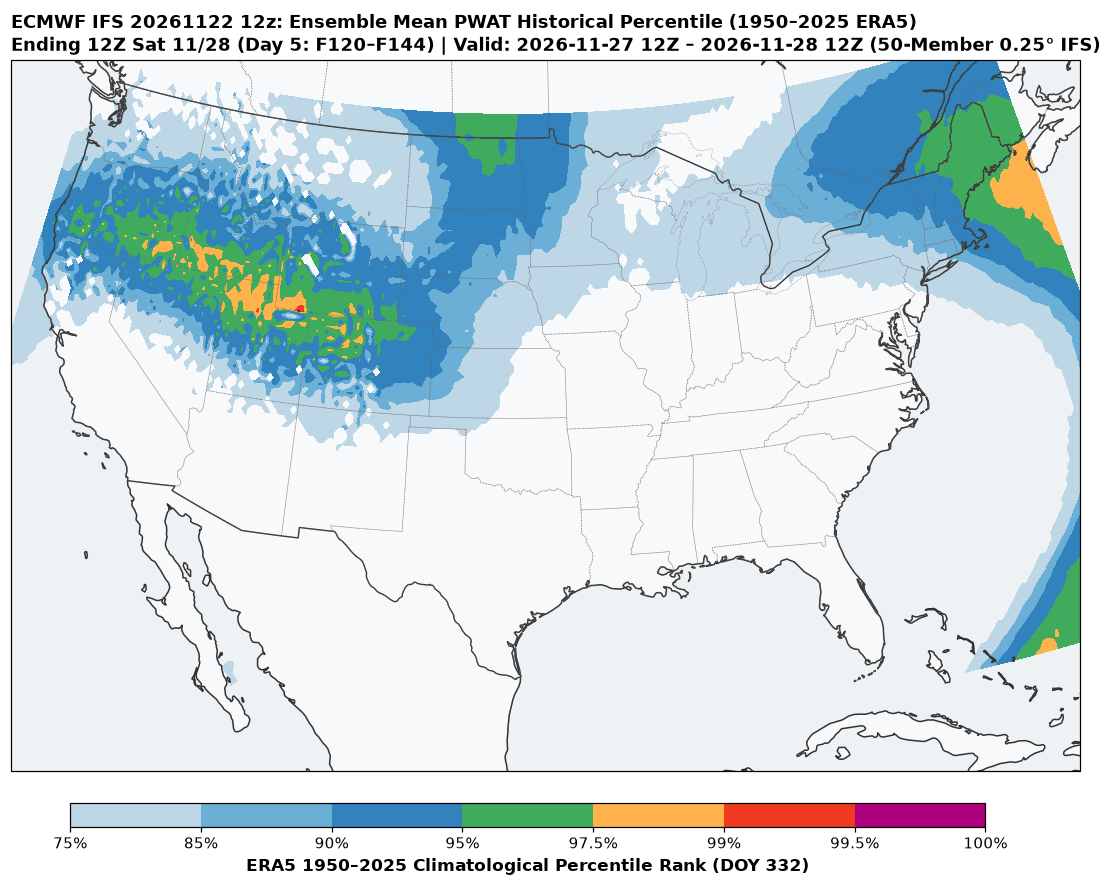 ECMWF IFS 20261122 12z: Ensemble Mean PWAT Historical Percentile (1950–2025 ERA5)
Ending 12Z Sat 11/28 (Day 5: F120–F144) | Valid: 2026-11-27 12Z – 2026-11-28 12Z (50-Member 0.25° IFS)
75% 85% 90% 95% 97.5% 99% 99.5% 100%
ERA5 1950–2025 Climatological Percentile Rank (DOY 332)